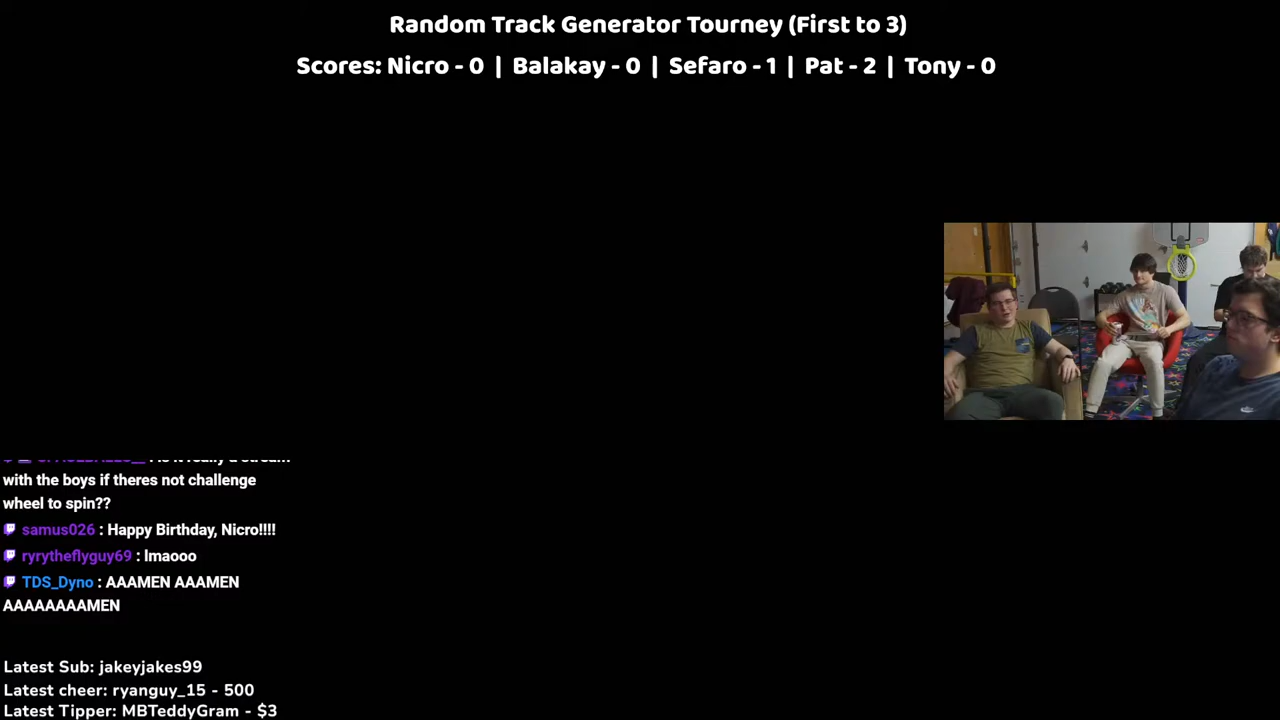 Random Track Generator Tourney (First to 3)
Scores: Nicro - 0 | Balakay - 0 | Sefaro - 1 | Pat - 2 | Tony - 0
with the boys if theres not challenge
wheel to spin??
samus026 : Happy Birthday, Nicro!!!!
ryrytheflyguy69 : lmaooo
TDS_Dyno : AAAMEN AAAMEN
AAAAAAAAMEN
Latest Sub: jakeyjakes99
Latest cheer: ryanguy_15 - 500
Latest Tipper: MBTeddyGram - $3